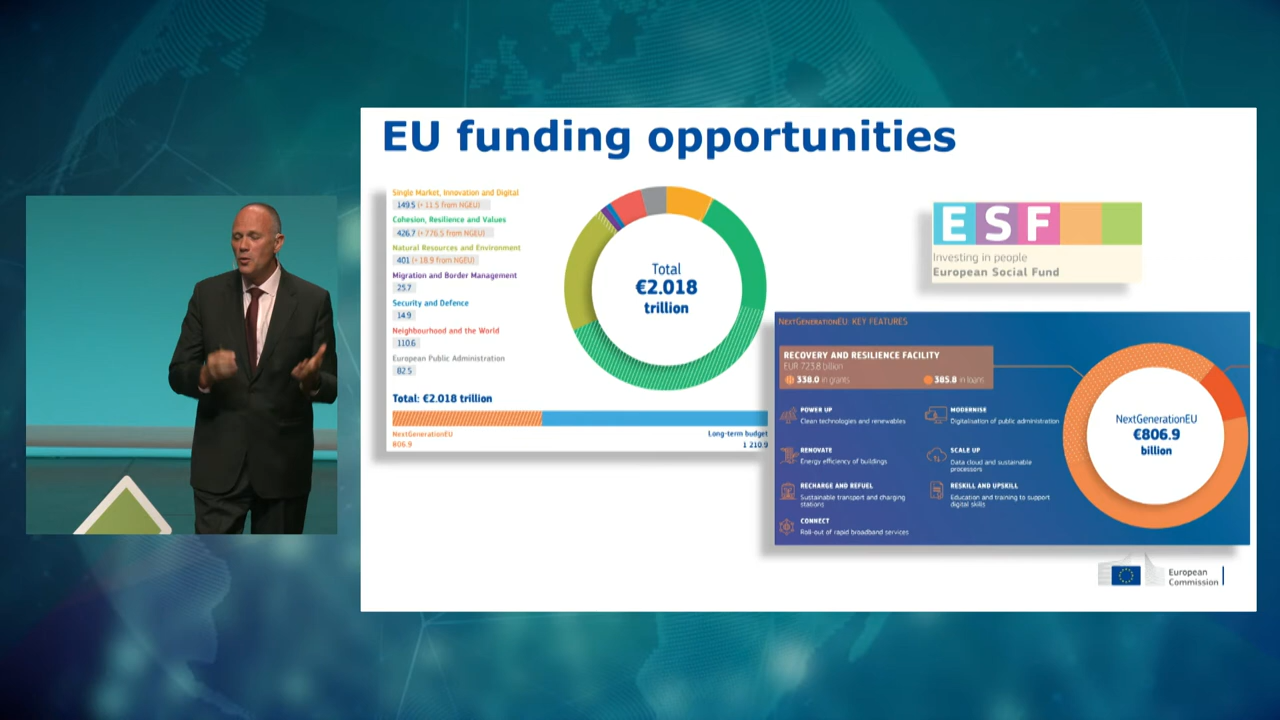 EU funding opportunities
Single Market, Innovation and Digital
149.5 (+ 11.5 from NGEU)
Cohesion, Resilience and Values
426.7 (+ 776.5 from NGEU)
Natural Resources and Environment
401 (+ 18.9 from NGEU)
Migration and Border Management
25.7
Security and Defence
14.9
Neighbourhood and the World
110.6
European Public Administration
82.5
Total: €2.018 trillion
NextGenerationEU
806.9
Long-term budget
1 210.9
Total
€2.018
trillion
ESF
Investing in people
European Social Fund
NEXTGENERATIONEU: KEY FEATURES
RECOVERY AND RESILIENCE FACILITY
EUR 723.8 billion
338.0 in grants
385.8 in loans
POWER UP
Clean technologies and renewables
RENOVATE
Energy efficiency of buildings
RECHARGE AND REFUEL
Sustainable transport and charging
stations
CONNECT
Roll-out of rapid broadband services
MODERNISE
Digitalisation of public administration
SCALE UP
Data cloud and sustainable
processors
RESKILL AND UPSKILL
Education and training to support
digital skills
NextGenerationEU
€806.9
billion
European
Commission